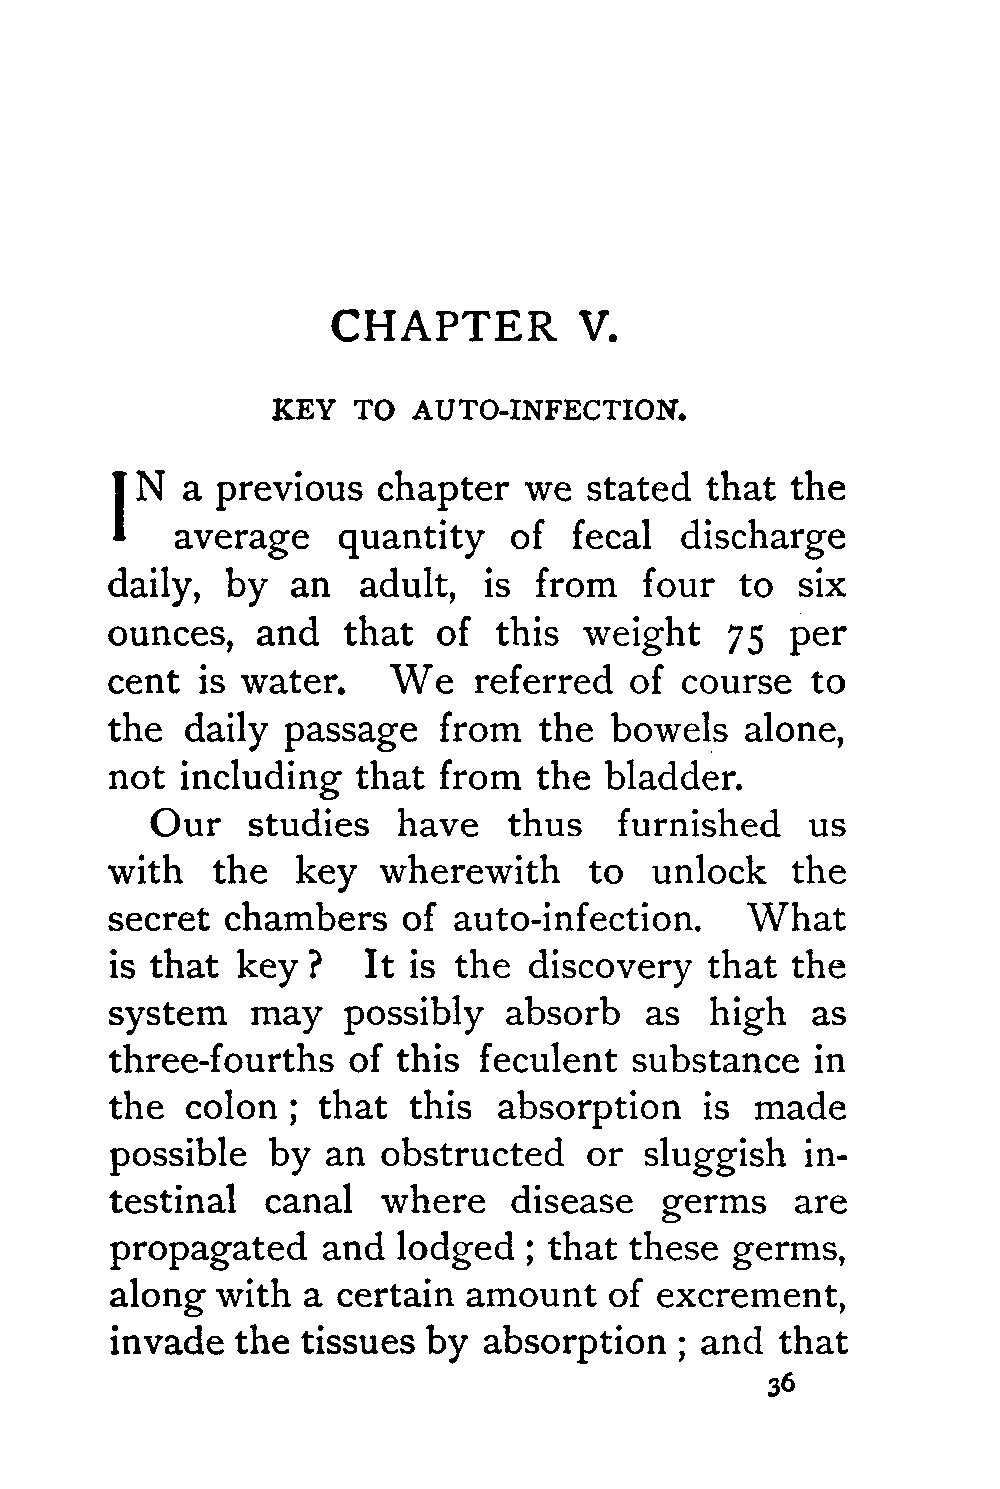 CHAPTER V.
KEY TO AUTO-INFECTION.
IN a previous chapter we stated that the
average quantity of fecal discharge
daily, by an adult, is from four to six
ounces, and that of this weight 75 per
cent is water. We referred of course to
the daily passage from the bowels alone,
not including that from the bladder.
Our studies have thus furnished us
with the key wherewith to unlock the
secret chambers of auto-infection. What
is that key ? It is the discovery that the
system may possibly absorb as high as
three-fourths of this feculent substance in
the colon ; that this absorption is made
possible by an obstructed or sluggish in-
testinal canal where disease germs are
propagated and lodged ; that these germs,
along with a certain amount of excrement,
invade the tissues by absorption ; and that
36